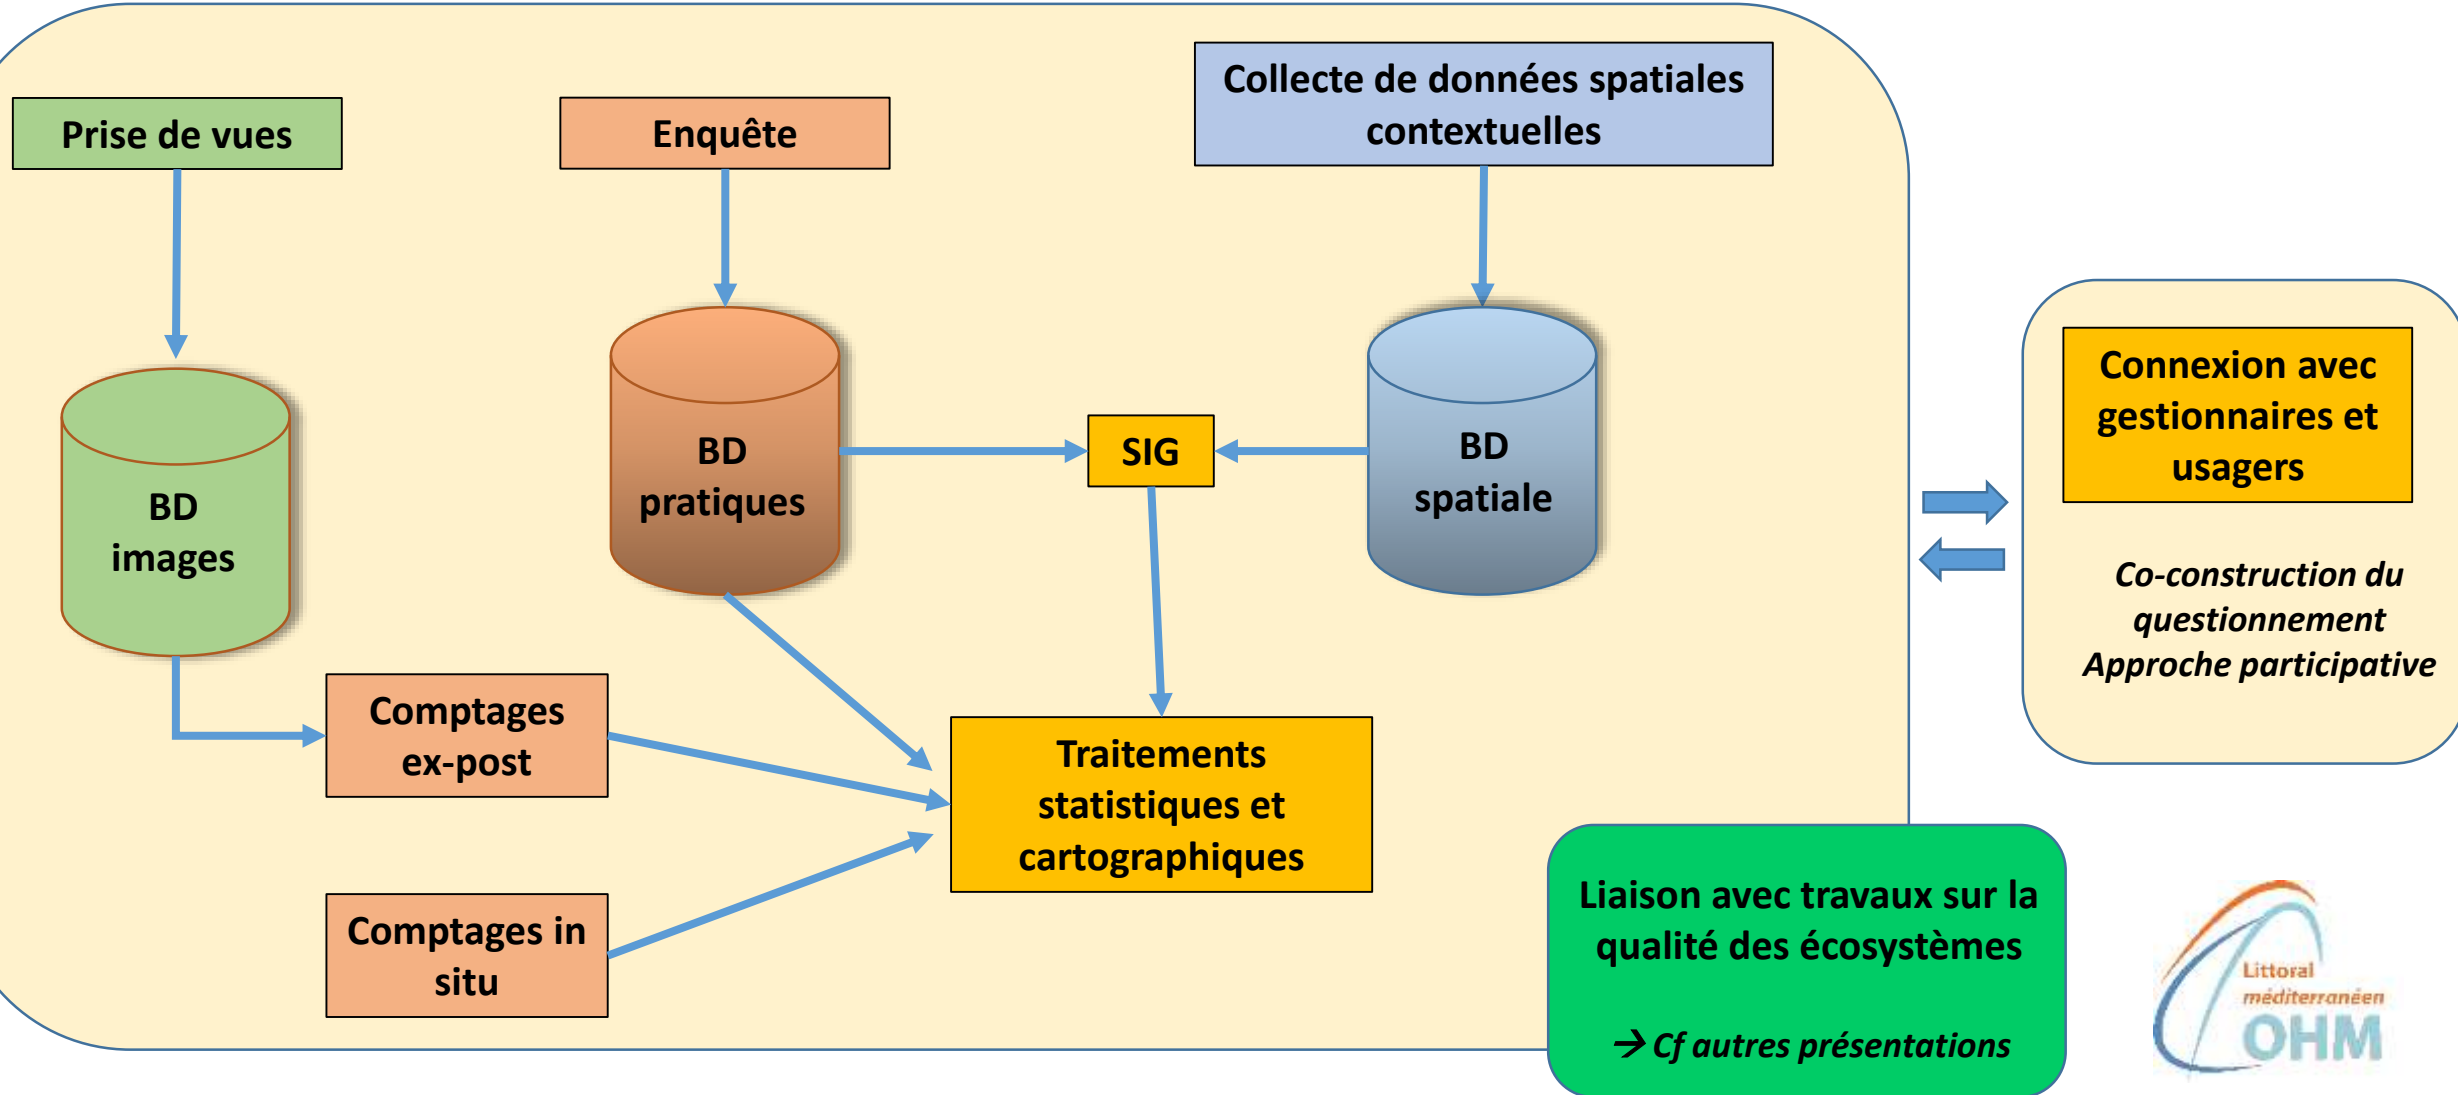 Prise de vues
Enquête
Collecte de données spatiales
contextuelles
BD
images
BD
pratiques
SIG
BD
spatiale
Connexion avec
gestionnaires et
usagers
Co-construction du
questionnement
Approche participative
Comptages
ex-post
Comptages in
situ
Traitements
statistiques et
cartographiques
Liaison avec travaux sur la
qualité des écosystèmes
→ Cf autres présentations
Littoral
méditerranéen
OHM